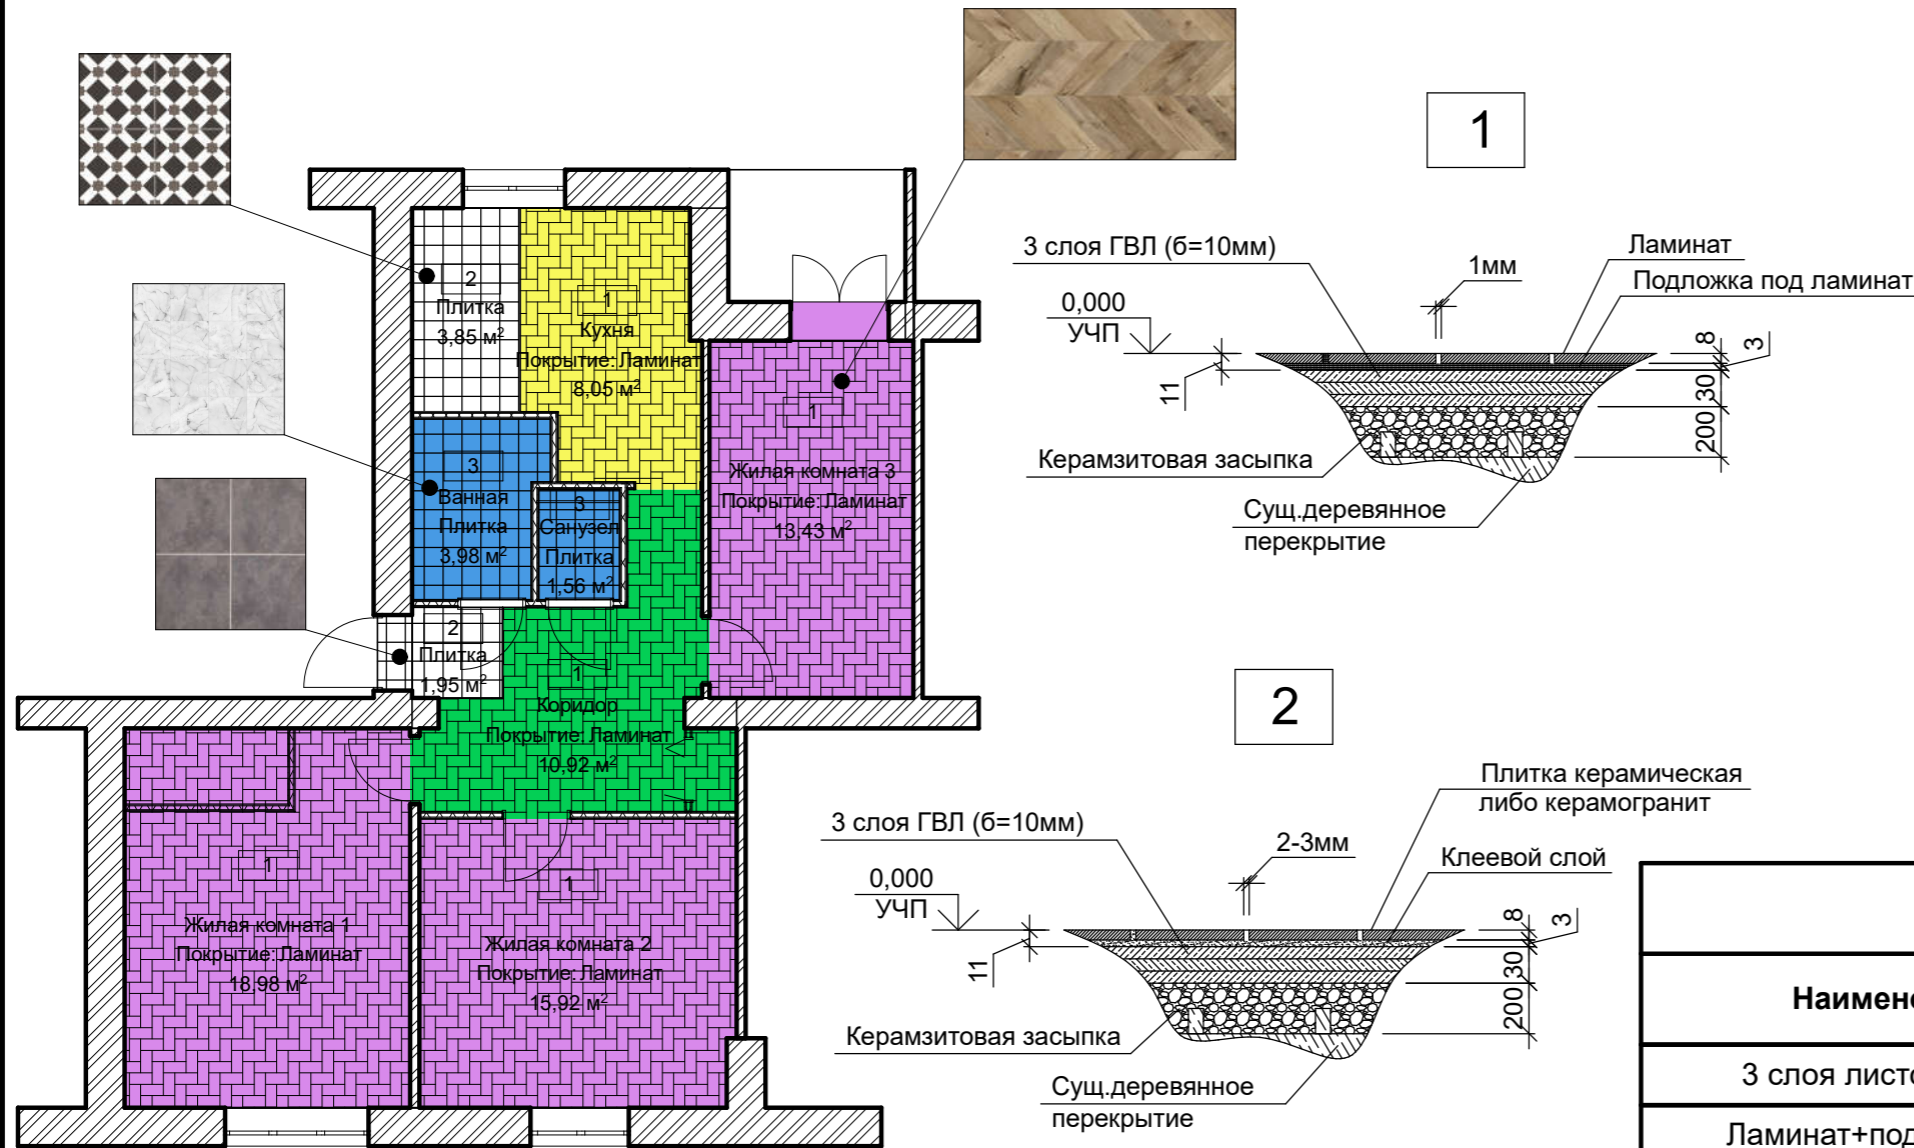 2
Плитка
3,85 м²
1
Кухня
Покрытие: Ламинат
8,05 м²
3
Ванная
Плитка
3,98 м²
3
Санузел
Плитка
1,56 м²
1
Жилая комната 3
Покрытие: Ламинат
13,43 м²
2
Плитка
1,95 м²
1
Коридор
Покрытие: Ламинат
10,92 м²
1
Жилая комната 1
Покрытие: Ламинат
18,98 м²
1
Жилая комната 2
Покрытие: Ламинат
15,92 м²
1
3 слоя ГВЛ (б=10мм)
1мм
Ламинат
Подложка под ламинат
0,000
УЧП
11
8
3
30
200
Керамзитовая засыпка
Сущ.деревянное
перекрытие
2
Плитка керамическая
либо керамогранит
3 слоя ГВЛ (б=10мм)
2-3мм
Клеевой слой
0,000
УЧП
11
8
3
30
200
Керамзитовая засыпка
Сущ.деревянное
перекрытие
Наимено
3 слоя листо
Ламинат+под